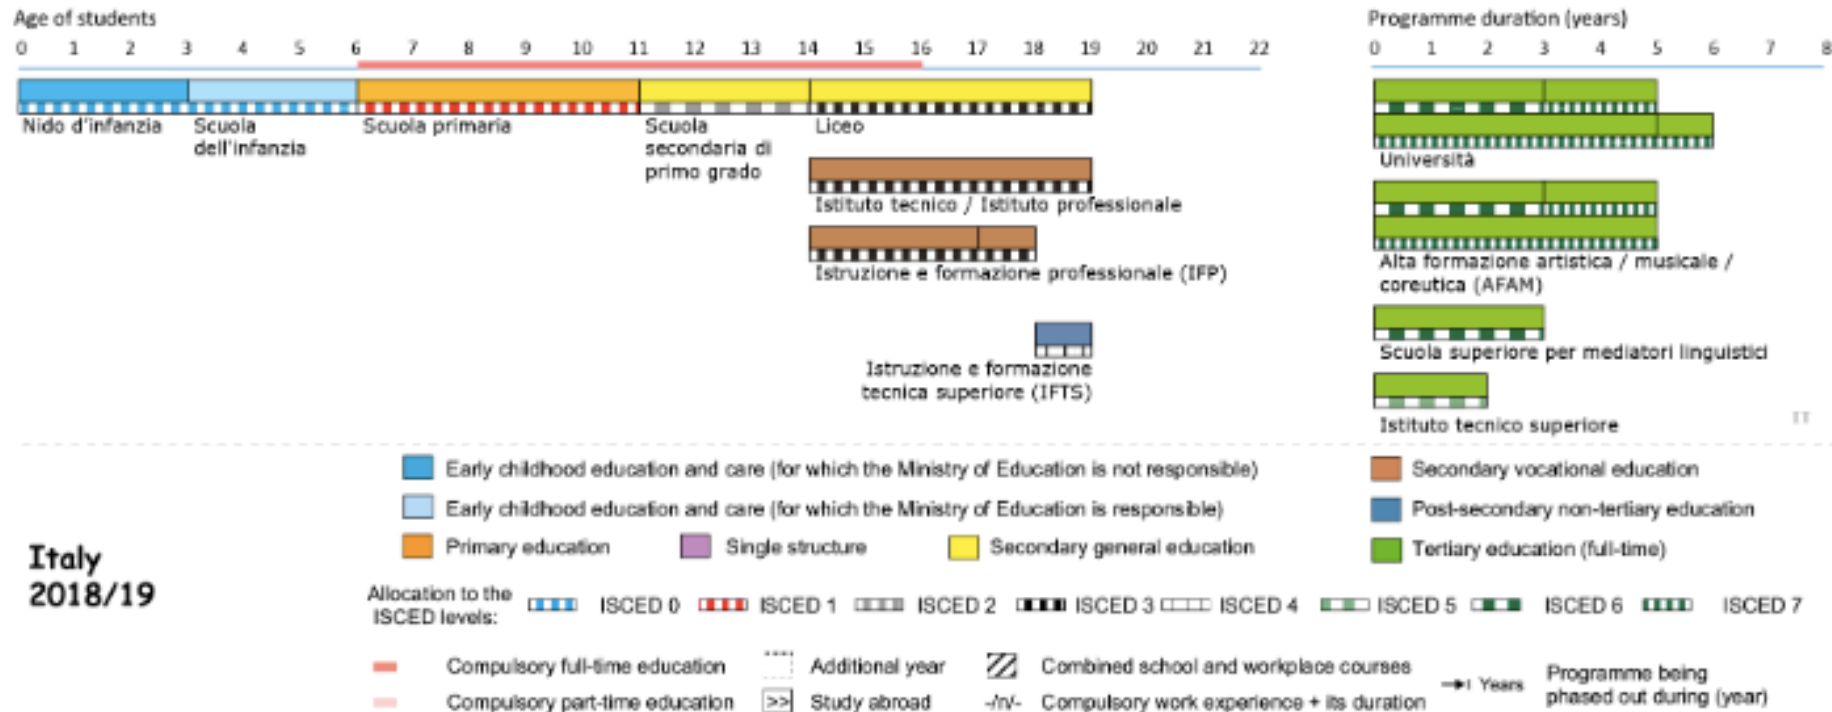 Age of students
0 1 2 3 4 5 6 7 8 9 10 11 12 13 14 15 16 17 18 19 20 21 22
Nido d'infanzia
Scuola
dell'infanzia
Scuola primaria
Scuola
secondaria di
primo grado
Liceo
Istituto tecnico / Istituto professionale
Istruzione e formazione professionale (IFP)
Istruzione e formazione
tecnica superiore (IFTS)
Programme duration (years)
0 1 2 3 4 5 6 7 8
Università
Alta formazione artistica / musicale /
coreutica (AFAM)
Scuola superiore per mediatori linguistici
Istituto tecnico superiore
IT
Italy
2018/19
Early childhood education and care (for which the Ministry of Education is not responsible)
Early childhood education and care (for which the Ministry of Education is responsible)
Primary education
Single structure
Secondary general education
Secondary vocational education
Post-secondary non-tertiary education
Tertiary education (full-time)
Allocation to the
ISCED levels:
ISCED 0
ISCED 1
ISCED 2
ISCED 3
ISCED 4
ISCED 5
ISCED 6
ISCED 7
Compulsory full-time education
Compulsory part-time education
Additional year
>> Study abroad
Combined school and workplace courses
-/n/- Compulsory work experience + its duration
Years
Programme being
phased out during (year)